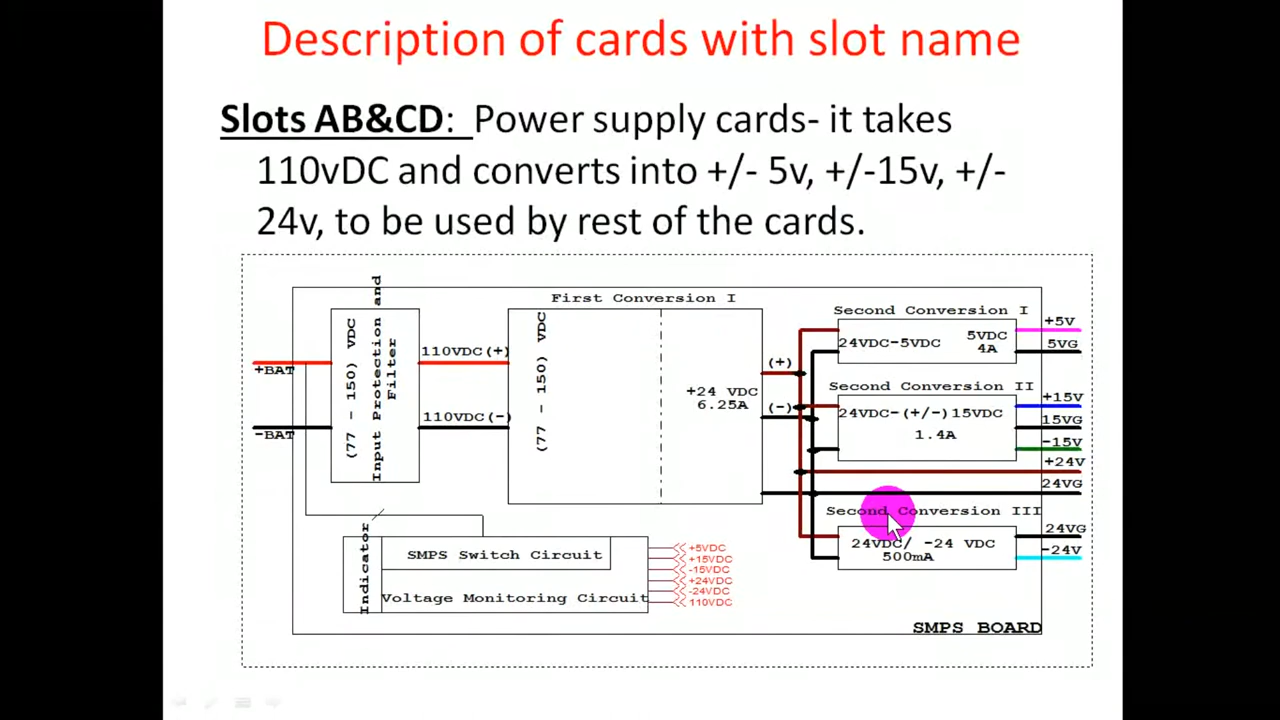 Description of cards with slot name
Slots AB&CD: Power supply cards- it takes
110vDC and converts into +/- 5v, +/-15v, +/-
24v, to be used by rest of the cards.
First Conversion I
(77 - 150) VDC
Input Protection and
Filter
+BAT
-BAT
110VDC(+)
110VDC(-)
(77 - 150) VDC
+24 VDC
6.25A
(+)
(-)
Second Conversion I
24VDC-5VDC
5VDC
4A
+5V
5VG
Second Conversion II
24VDC-(+/-)15VDC
1.4A
+15V
15VG
-15V
+24V
24VG
Second Conversion III
24VDC/ -24 VDC
500mA
24VG
-24V
Indicator
SMPS Switch Circuit
Voltage Monitoring Circuit
+5VDC
+15VDC
-15VDC
+24VDC
-24VDC
110VDC
SMPS BOARD